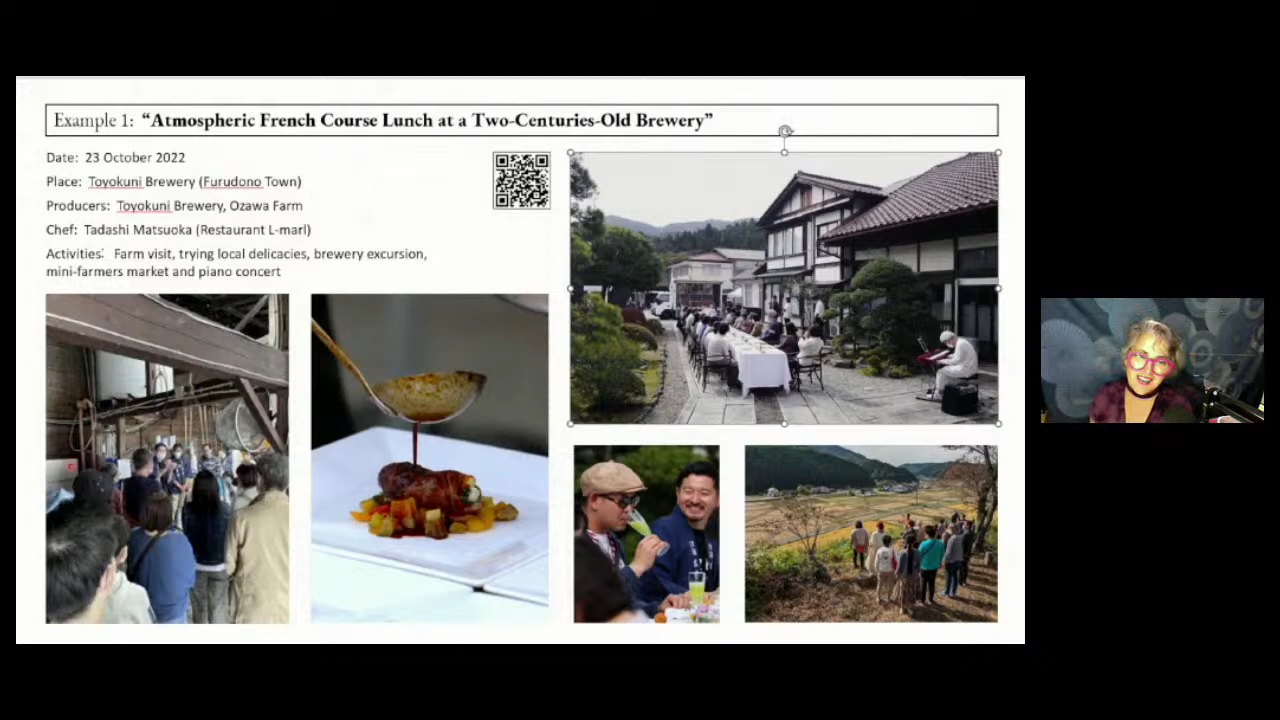 Example 1: “Atmospheric French Course Lunch at a Two-Centuries-Old Brewery”
Date: 23 October 2022
Place: Toyokuni Brewery (Furudono Town)
Producers: Toyokuni Brewery, Ozawa Farm
Chef: Tadashi Matsuoka (Restaurant L-marl)
Activities: Farm visit, trying local delicacies, brewery excursion,
mini-farmers market and piano concert